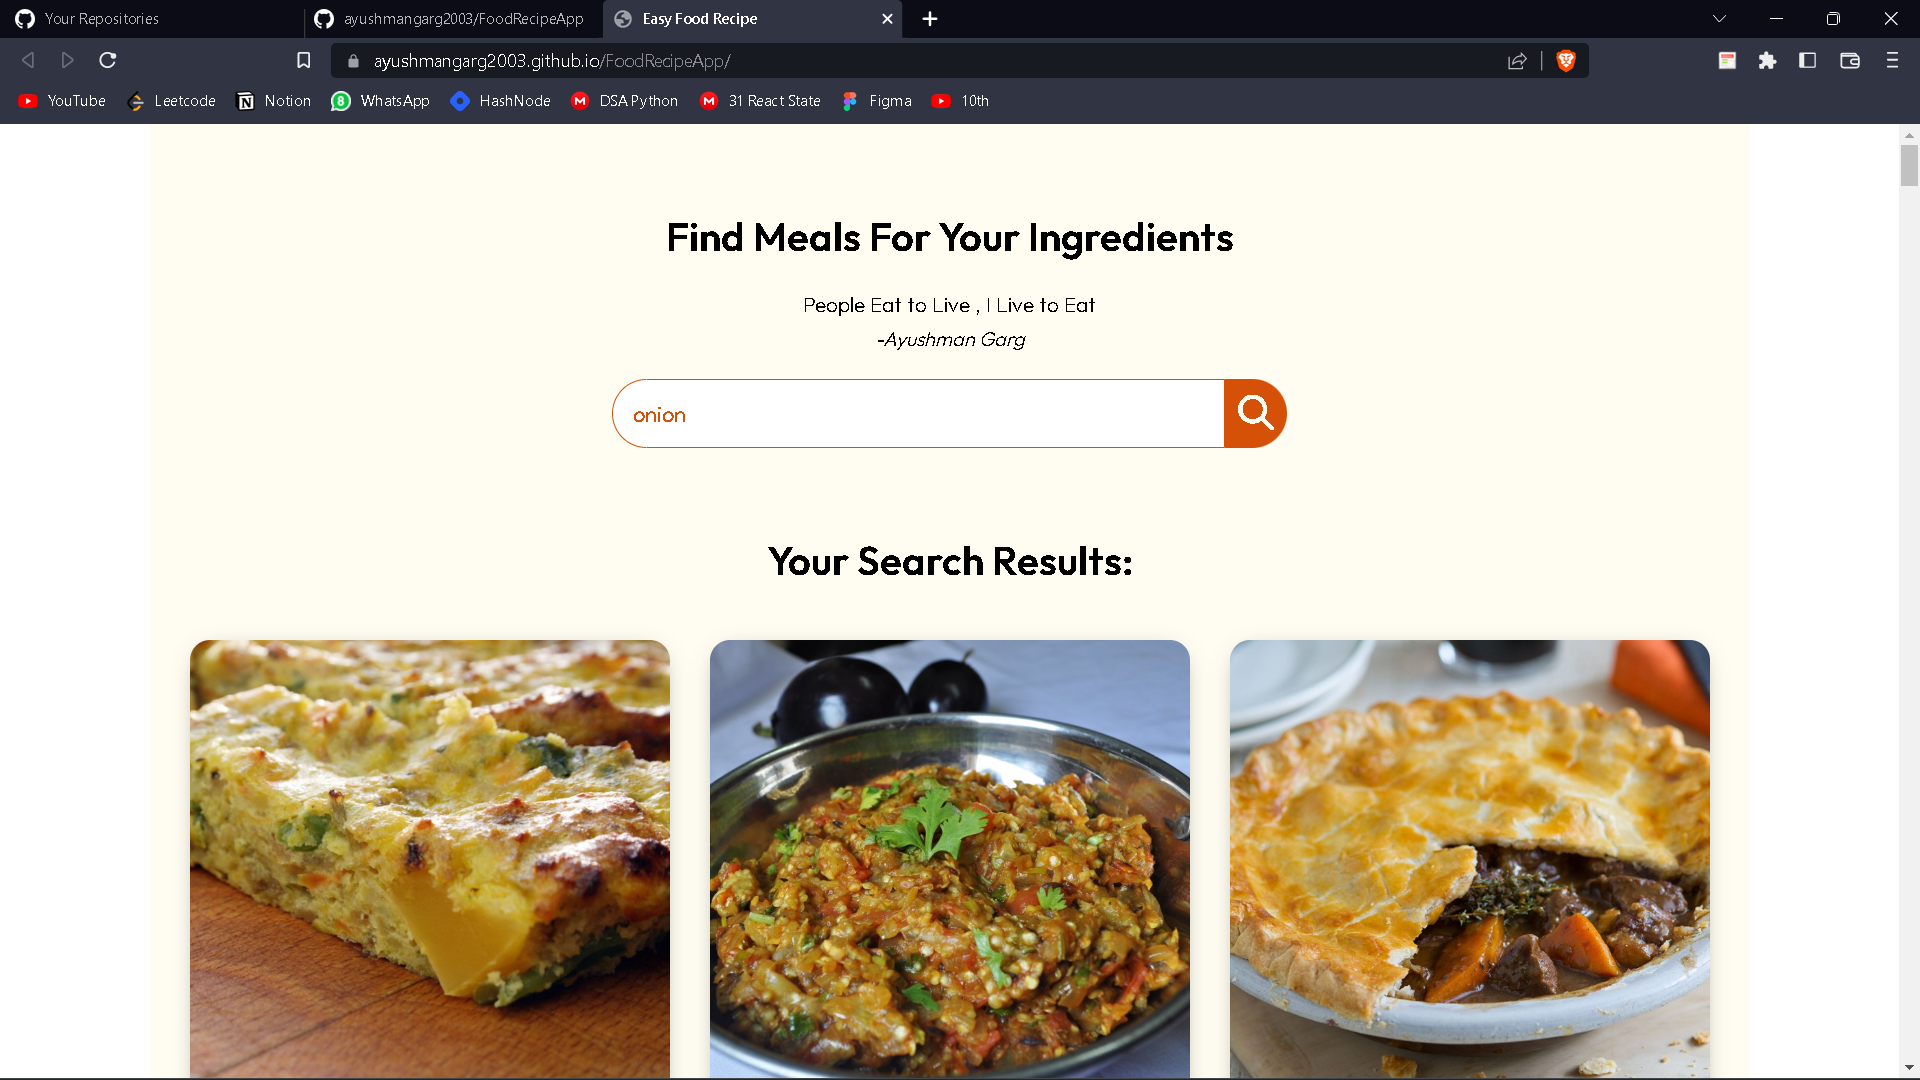 Your Repositories
ayushmangarg2003/FoodRecipeApp
Easy Food Recipe
ayushmangarg2003.github.io/FoodRecipeApp/
YouTube
Leetcode
Notion
8
WhatsApp
HashNode
M
DSA Python
M
31 React State
Figma
10th
Find Meals For Your Ingredients
People Eat to Live , I Live to Eat
-Ayushman Garg
onion
Your Search Results: